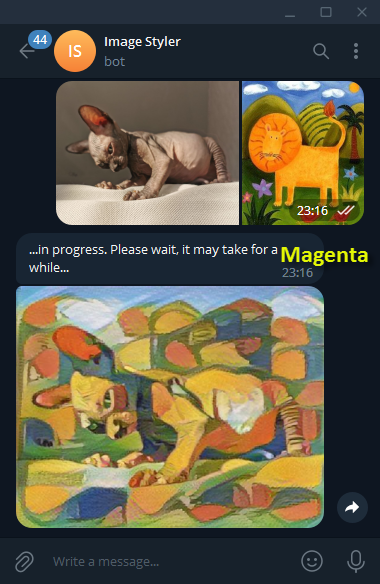 44
IS
Image Styler
bot
23:16
...in progress. Please wait, it may take for a
while...
23:16
Magenta
Write a message...